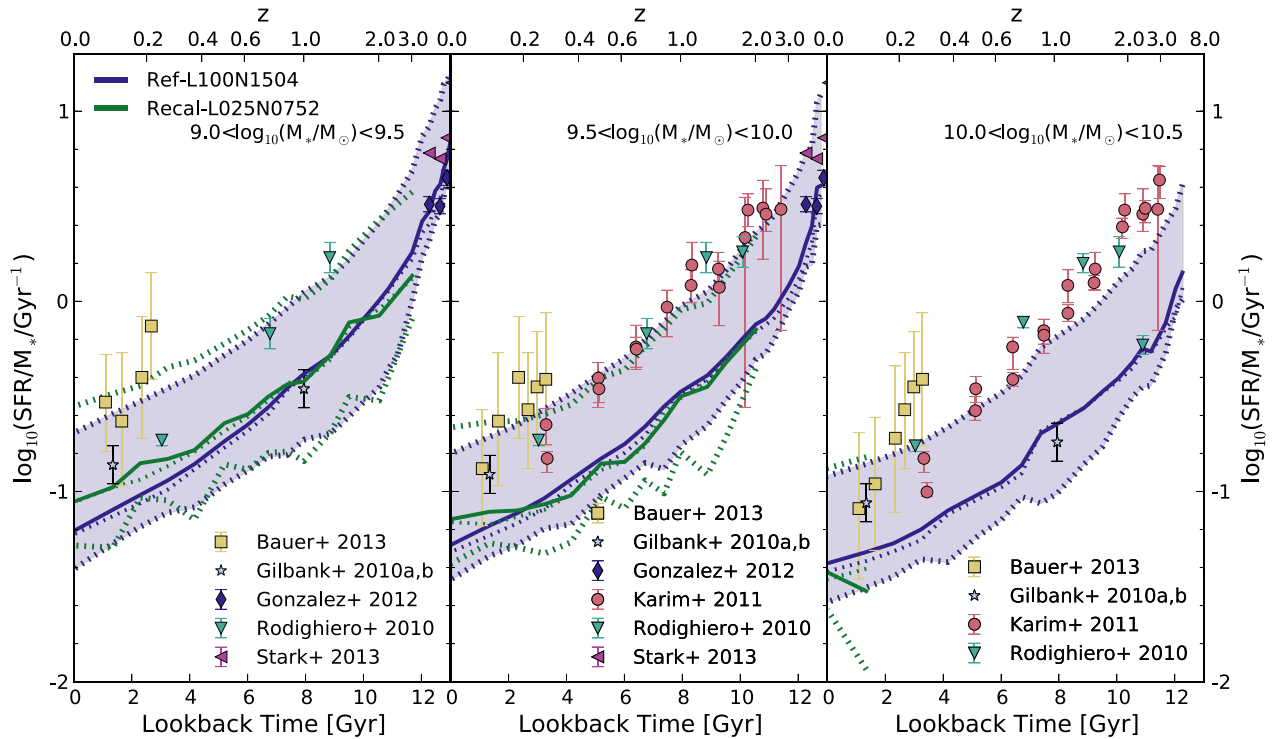 z z z
0.0 0.2 0.4 0.6 1.0 2.0 3.0 0.0 0.2 0.4 0.6 1.0 2.0 3.0 0.0 0.2 0.4 0.6 1.0 2.0 3.0 8.0
Ref-L100N1504
Recal-L025N0752
9.0<log₁₀(M*/M⊙)<9.5 9.5<log₁₀(M*/M⊙)<10.0 10.0<log₁₀(M*/M⊙)<10.5
log₁₀(SFR/M*/Gyr⁻¹)
1
0
-1
-2
Bauer+ 2013
Gilbank+ 2010a,b
Gonzalez+ 2012
Rodighiero+ 2010
Stark+ 2013
Bauer+ 2013
Gilbank+ 2010a,b
Gonzalez+ 2012
Karim+ 2011
Rodighiero+ 2010
Stark+ 2013
Bauer+ 2013
Gilbank+ 2010a,b
Karim+ 2011
Rodighiero+ 2010
1
0
-1
-2
log₁₀(SFR/M*/Gyr⁻¹)
0 2 4 6 8 10 12 0 2 4 6 8 10 12 0 2 4 6 8 10 12
Lookback Time [Gyr] Lookback Time [Gyr] Lookback Time [Gyr]